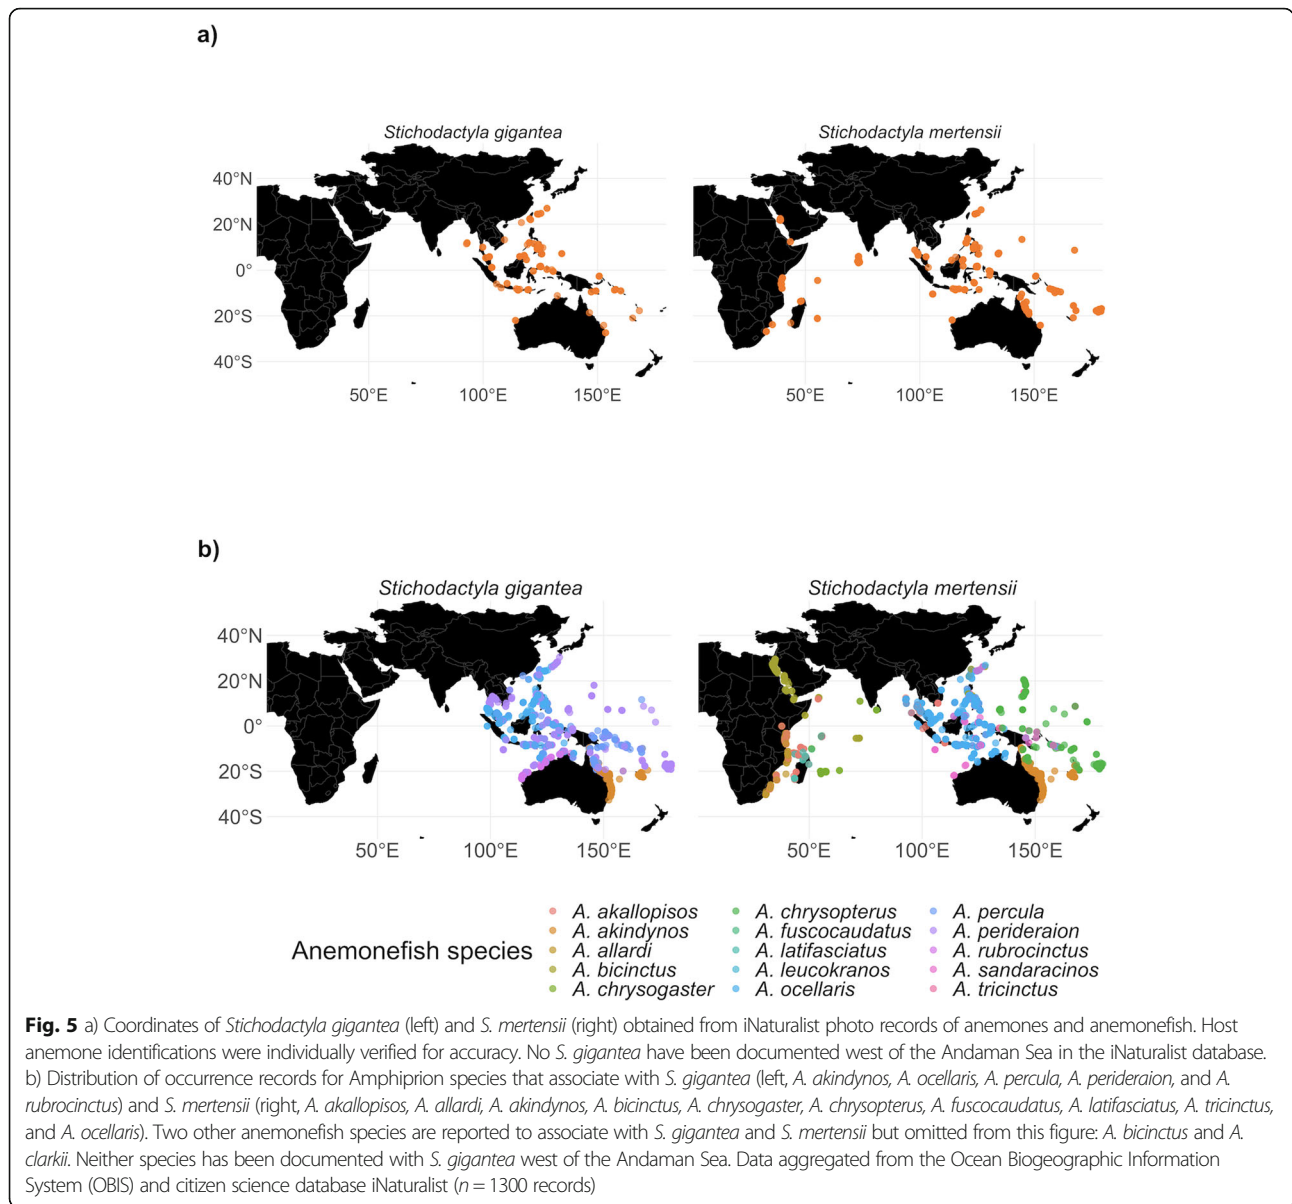 a)
Stichodactyla gigantea
Stichodactyla mertensii
40°N
20°N
0°
20°S
40°S
50°E 100°E 150°E
50°E 100°E 150°E
b)
Stichodactyla gigantea
Stichodactyla mertensii
40°N
20°N
0°
20°S
40°S
50°E 100°E 150°E
50°E 100°E 150°E
Anemonefish species
A. akallopisos
A. akindynos
A. allardi
A. bicinctus
A. chrysogaster
A. chrysopterus
A. fuscocaudatus
A. latifasciatus
A. leucokranos
A. ocellaris
A. percula
A. perideraion
A. rubrocinctus
A. sandaracinos
A. tricinctus
Fig. 5 a) Coordinates of Stichodactyla gigantea (left) and S. mertensii (right) obtained from iNaturalist photo records of anemones and anemonefish. Host
anemone identifications were individually verified for accuracy. No S. gigantea have been documented west of the Andaman Sea in the iNaturalist database.
b) Distribution of occurrence records for Amphiprion species that associate with S. gigantea (left, A. akindynos, A. ocellaris, A. percula, A. perideraion, and A.
rubrocinctus) and S. mertensii (right, A. akallopisos, A. allardi, A. akindynos, A. bicinctus, A. chrysogaster, A. chrysopterus, A. fuscocaudatus, A. latifasciatus, A. tricinctus,
and A. ocellaris). Two other anemonefish species are reported to associate with S. gigantea and S. mertensii but omitted from this figure: A. bicinctus and A.
clarkii. Neither species has been documented with S. gigantea west of the Andaman Sea. Data aggregated from the Ocean Biogeographic Information
System (OBIS) and citizen science database iNaturalist (n = 1300 records)